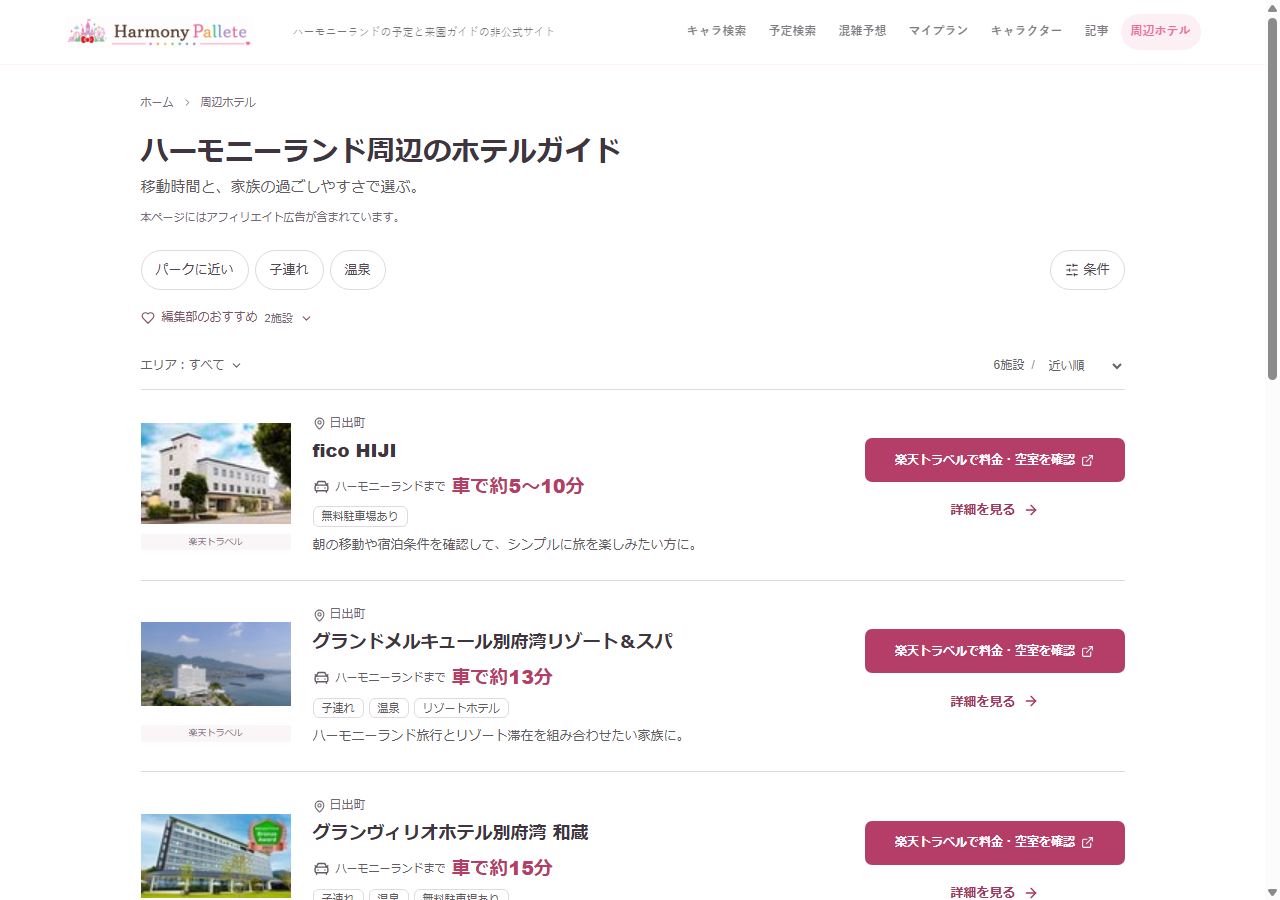 Harmony Pallete
ハーモニーランドの予定と来園ガイドの非公式サイト
キャラ検索 予定検索 混雑予想 マイプラン キャラクター 記事 周辺ホテル
ホーム > 周辺ホテル
ハーモニーランド周辺のホテルガイド
移動時間と、家族の過ごしやすさで選ぶ。
本ページにはアフィリエイト広告が含まれています。
パークに近い 子連れ 温泉 条件
編集部のおすすめ 2施設
エリア：すべて 6施設 / 近い順
日出町
fico HIJI
ハーモニーランドまで 車で約5〜10分
無料駐車場あり
朝の移動や宿泊条件を確認して、シンプルに旅を楽しみたい方に。
楽天トラベル
楽天トラベルで料金・空室を確認
詳細を見る →
日出町
グランドメルキュール別府湾リゾート＆スパ
ハーモニーランドまで 車で約13分
子連れ 温泉 リゾートホテル
ハーモニーランド旅行とリゾート滞在を組み合わせたい家族に。
楽天トラベル
楽天トラベルで料金・空室を確認
詳細を見る →
日出町
グランヴィリオホテル別府湾 和蔵
ハーモニーランドまで 車で約15分
子連れ 温泉 無料駐車場あり
楽天トラベルで料金・空室を確認
詳細を見る →